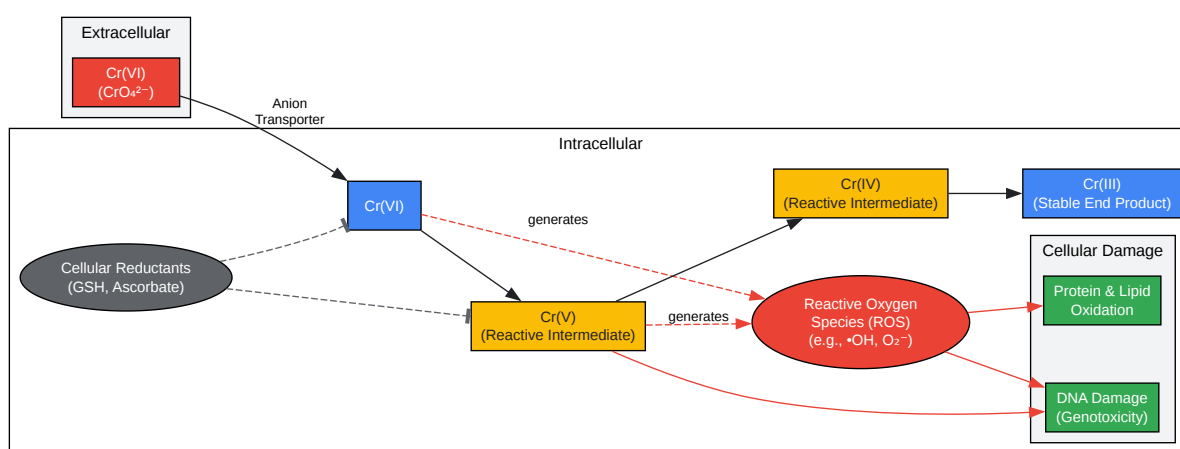 Extracellular
Cr(VI)
(CrO₄²⁻)
Anion
Transporter
Intracellular
Cr(VI)
generates
Cr(IV)
(Reactive Intermediate)
Cr(III)
(Stable End Product)
Cellular Reductants
(GSH, Ascorbate)
Cr(V)
(Reactive Intermediate)
generates
Reactive Oxygen
Species (ROS)
(e.g., •OH, O₂⁻)
Cellular Damage
Protein & Lipid
Oxidation
DNA Damage
(Genotoxicity)